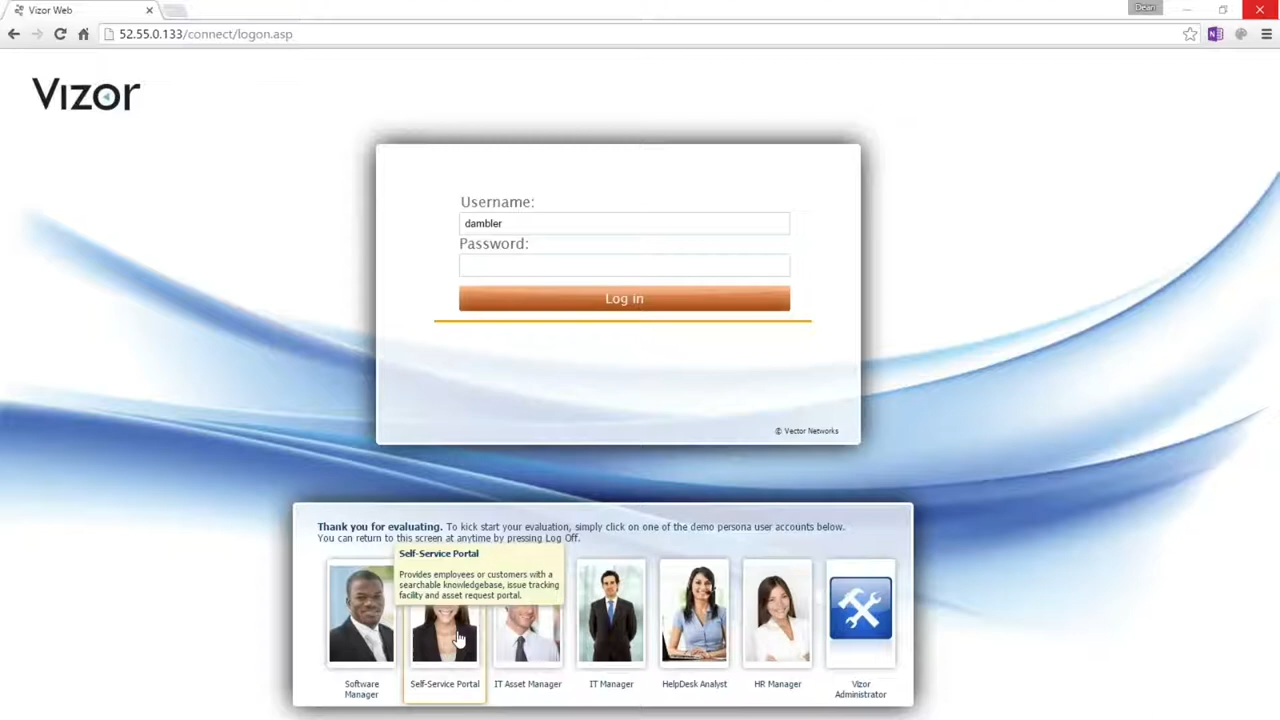 Vizor Web
Dean
52.55.0.133/connect/logon.asp
Vizor
Username:
dambler
Password:
Log in
© Vector Networks
Thank you for evaluating. To kick start your evaluation, simply click on one of the demo persona user accounts below.
You can return to this screen at anytime by pressing Log Off.
Self-Service Portal
Provides employees or customers with a
searchable knowledgebase, issue tracking
facility and asset request portal.
Software
Manager
Self-Service Portal
IT Asset Manager
IT Manager
HelpDesk Analyst
HR Manager
Vizor
Administrator